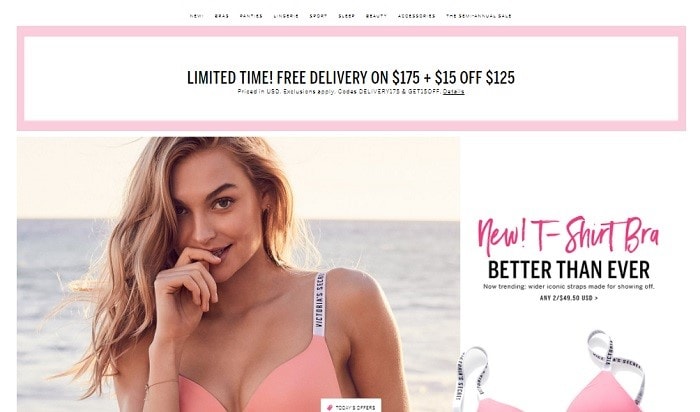 NEW! BRAS PANTIES LINGERIE SPORT SLEEP BEAUTY ACCESSORIES THE SEMI-ANNUAL SALE
LIMITED TIME! FREE DELIVERY ON $175 + $15 OFF $125
Priced in USD. Exclusions apply. Codes DELIVERY175 & GET15OFF. Details
New! T-Shirt Bra
BETTER THAN EVER
Now trending: wider iconic straps made for showing off.
ANY 2/$49.50 USD >
VICTORIA'S SECRET
VICTORIA'S SECRET
TODAY'S OFFERS